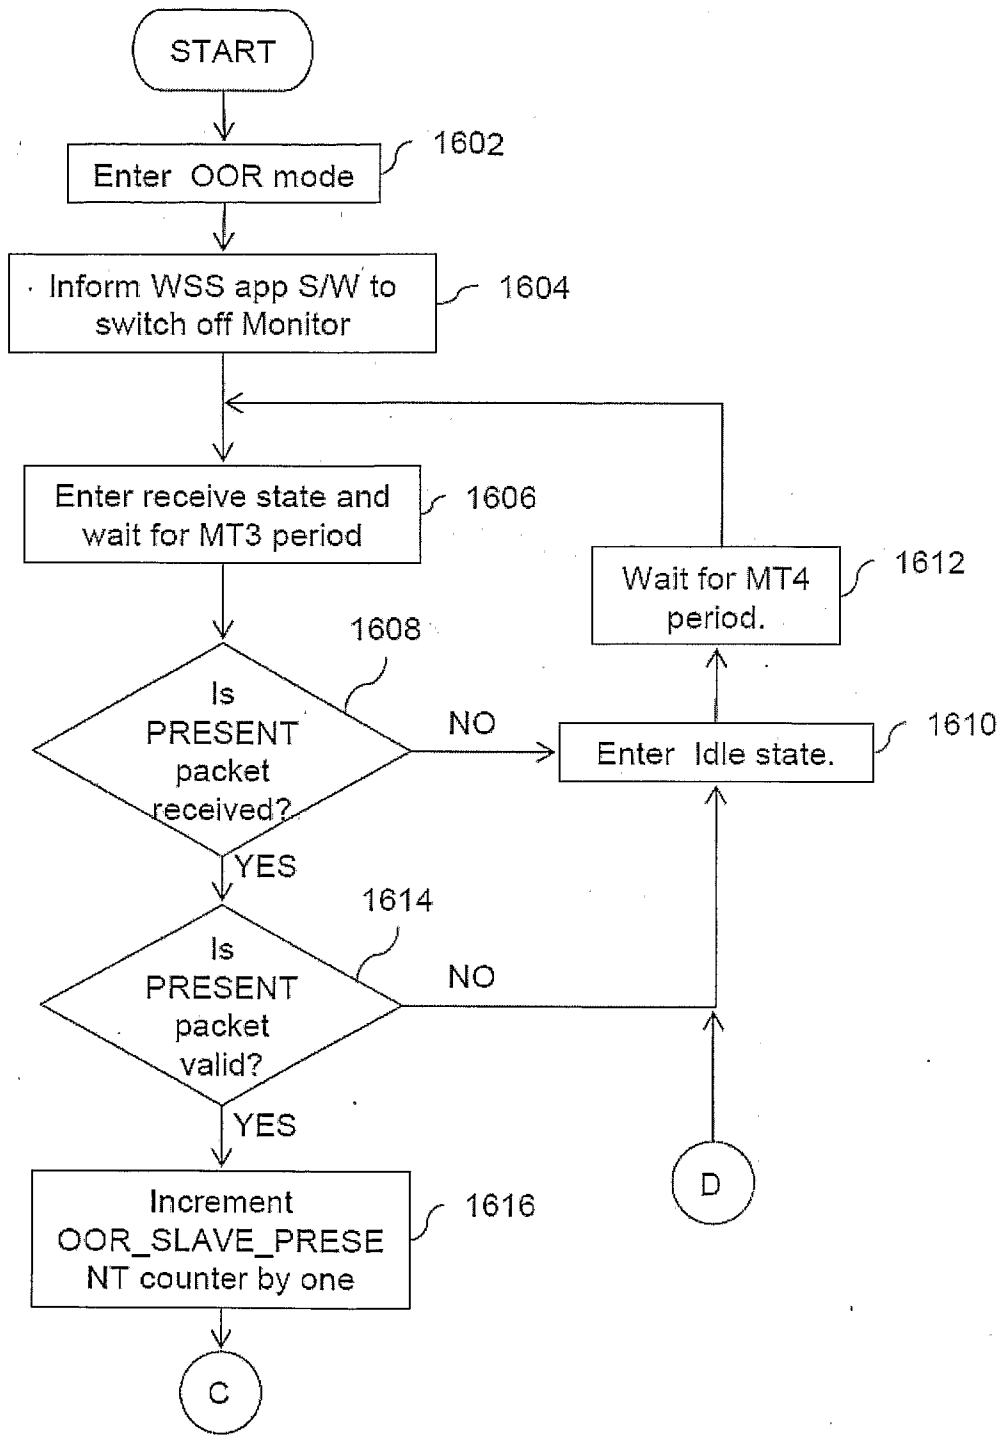 START
1602
Enter OOR mode
Inform WSS app S/W to
switch off Monitor
1604
Enter receive state and
wait for MT3 period
1606
Wait for MT4
period.
1612
1608
Is
PRESENT
packet
received?
NO
Enter Idle state.
1610
YES
1614
Is
PRESENT
packet
valid?
NO
YES
D
Increment
OOR_SLAVE_PRESE
NT counter by one
1616
C